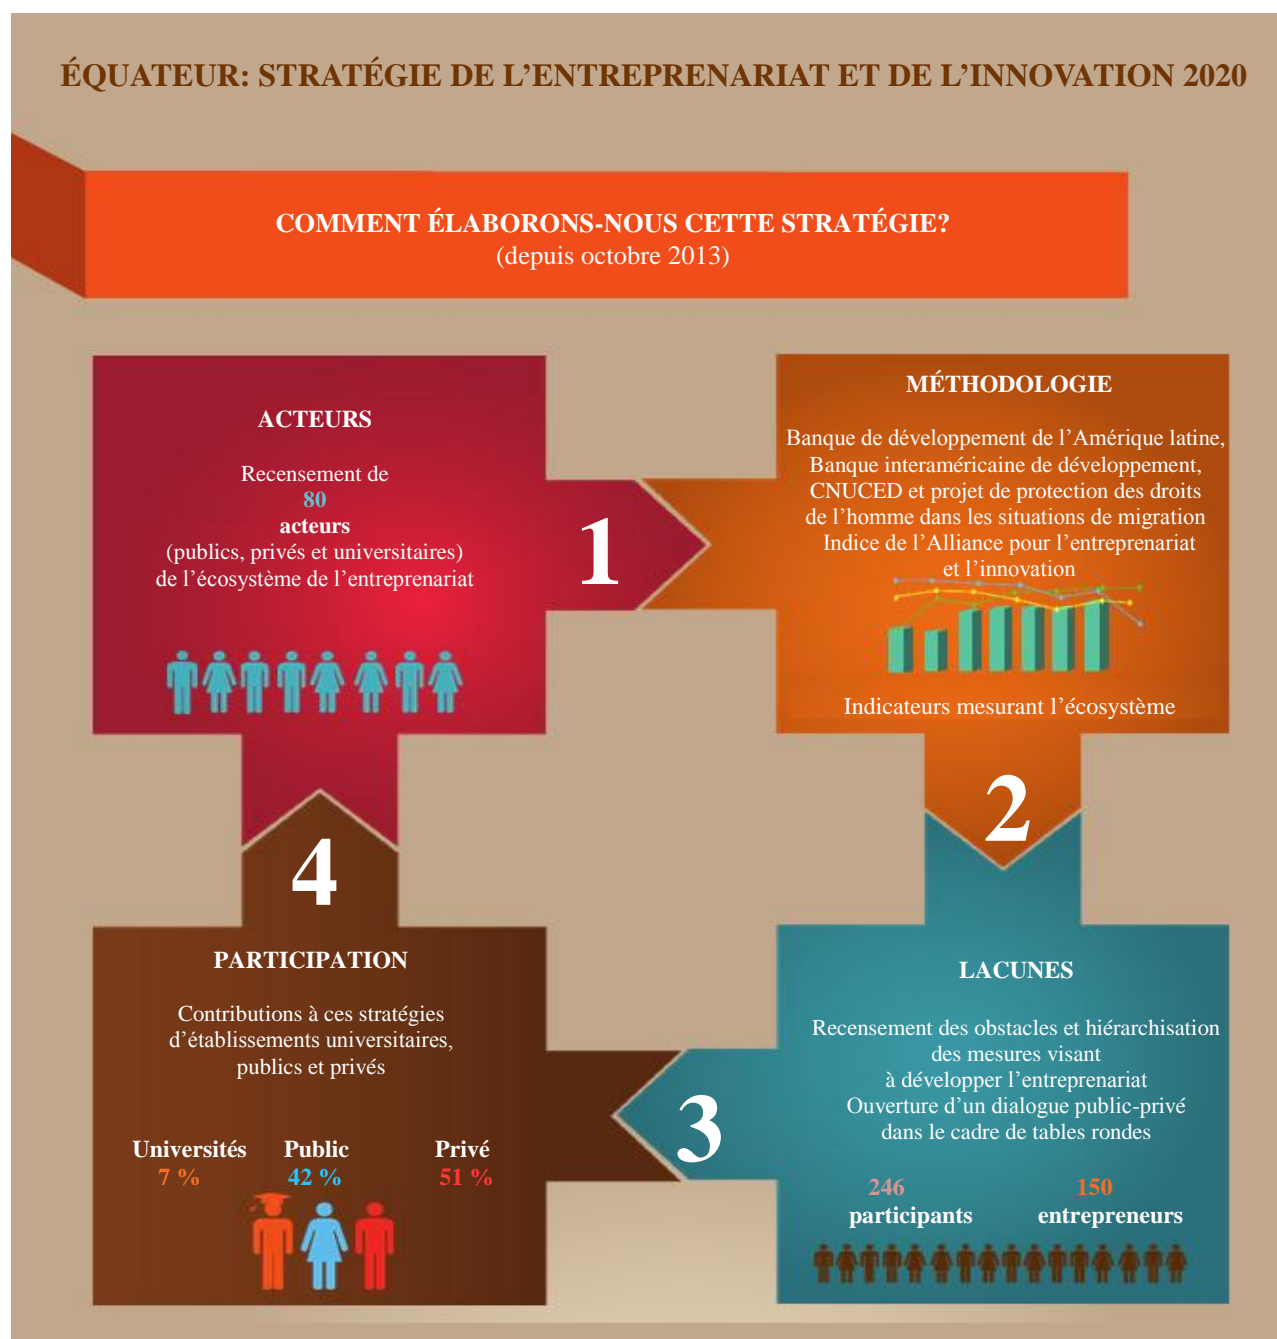 ÉQUATEUR: STRATÉGIE DE L’ENTREPRENARIAT ET DE L’INNOVATION 2020
COMMENT ÉLABORONS-NOUS CETTE STRATÉGIE?
(depuis octobre 2013)
ACTEURS
Recensement de
80
acteurs
(publics, privés et universitaires)
de l’écosystème de l’entreprenariat
1
MÉTHODOLOGIE
Banque de développement de l’Amérique latine,
Banque interaméricaine de développement,
CNUCED et projet de protection des droits
de l’homme dans les situations de migration
Indice de l’Alliance pour l’entreprenariat
et l’innovation
Indicateurs mesurant l’écosystème
2
LACUNES
Recensement des obstacles et hiérarchisation
des mesures visant
à développer l’entreprenariat
Ouverture d’un dialogue public-privé
dans le cadre de tables rondes
246 150
participants entrepreneurs
3
4
PARTICIPATION
Contributions à ces stratégies
d’établissements universitaires,
publics et privés
Universités Public Privé
7 % 42 % 51 %